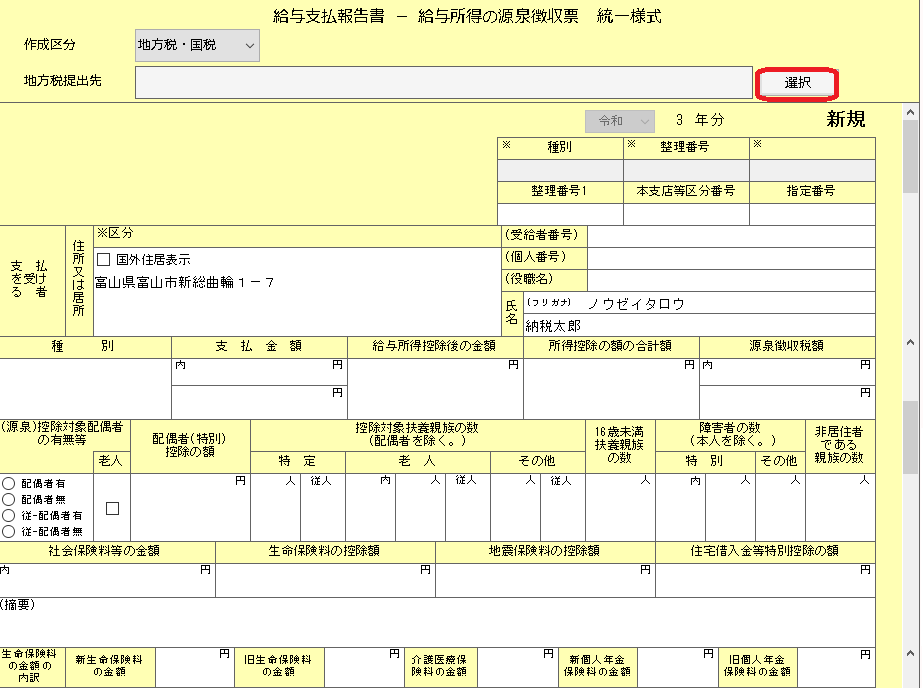 給与支払報告書 － 給与所得の源泉徴収票 統一様式
作成区分 地方税・国税
地方税提出先 選択
令和 3 年分 新規
※ 種別 ※ 整理番号 ※
整理番号1 本支店等区分番号 指定番号
支払を受ける者
住所又は居所
※区分
国外住居表示
富山県富山市新総曲輪１－７
(受給者番号)
(個人番号)
(役職名)
氏名
(フリガナ) ノウゼイタロウ
納税太郎
種 別 支 払 金 額 給与所得控除後の金額 所得控除の額の合計額 源泉徴収税額
内 円 円 円 内 円
円 円
(源泉)控除対象配偶者の有無等
老人
配偶者(特別)控除の額
控除対象扶養親族の数
(配偶者を除く。)
特 定 老 人 その他
16歳未満扶養親族の数
障害者の数
(本人を除く。)
特 別 その他
非居住者である親族の数
円 人 従人 内 人 従人 人 従人 人 内 人 人 人
配偶者有
配偶者無
従-配偶者有
従-配偶者無
社会保険料等の金額 生命保険料の控除額 地震保険料の控除額 住宅借入金等特別控除の額
内 円 円 円 円
(摘要)
生命保険料の金額の内訳
新生命保険料の金額 円
旧生命保険料の金額 円
介護医療保険料の金額 円
新個人年金保険料の金額 円
旧個人年金保険料の金額 円